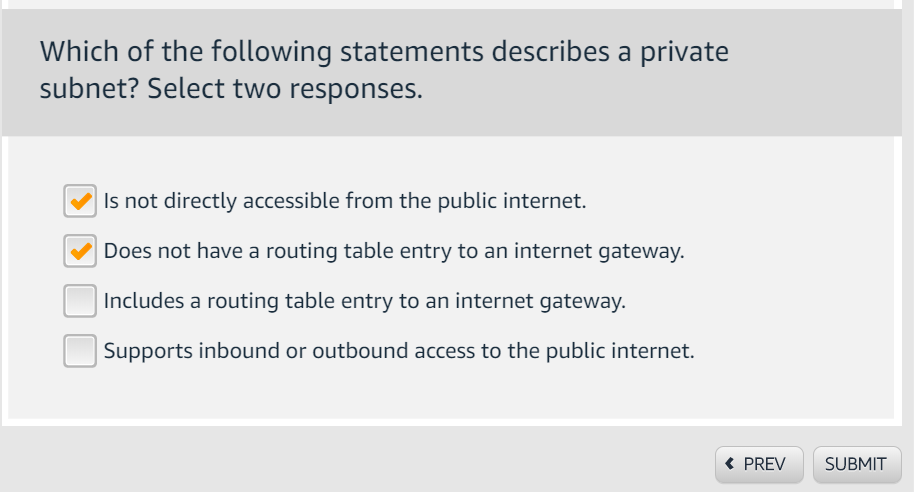 Which of the following statements describes a private
subnet? Select two responses.
Is not directly accessible from the public internet.
Does not have a routing table entry to an internet gateway.
Includes a routing table entry to an internet gateway.
Supports inbound or outbound access to the public internet.
PREV
SUBMIT